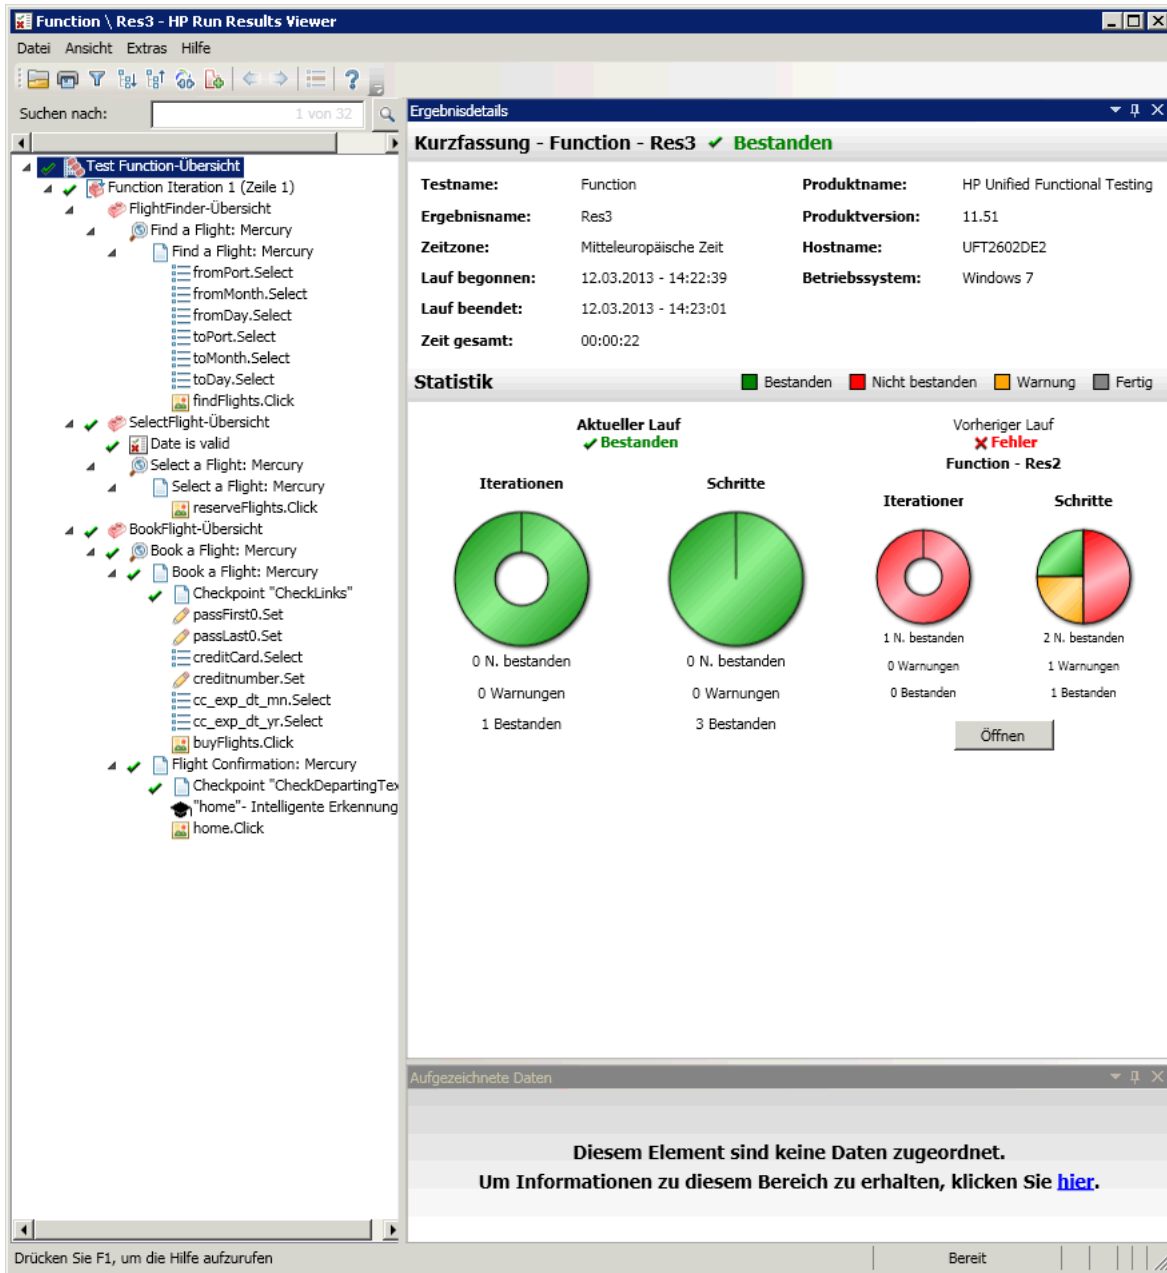 Function \ Res3 - HP Run Results Viewer
Datei Ansicht Extras Hilfe
Suchen nach: 1 von 32
Test Function-Übersicht
Function Iteration 1 (Zeile 1)
FlightFinder-Übersicht
Find a Flight: Mercury
Find a Flight: Mercury
fromPort.Select
fromMonth.Select
fromDay.Select
toPort.Select
toMonth.Select
toDay.Select
findFlights.Click
SelectFlight-Übersicht
Date is valid
Select a Flight: Mercury
Select a Flight: Mercury
reserveFlights.Click
BookFlight-Übersicht
Book a Flight: Mercury
Book a Flight: Mercury
Checkpoint "CheckLinks"
passFirst0.Set
passLast0.Set
creditCard.Select
creditnumber.Set
cc_exp_dt_mn.Select
cc_exp_dt_yr.Select
buyFlights.Click
Flight Confirmation: Mercury
Checkpoint "CheckDepartingTex
"home"- Intelligente Erkennung
home.Click
Ergebnisdetails
Kurzfassung - Function - Res3 Bestanden
Testname: Function Produktname: HP Unified Functional Testing
Ergebnisname: Res3 Produktversion: 11.51
Zeitzone: Mitteleuropäische Zeit Hostname: UFT2602DE2
Lauf begonnen: 12.03.2013 - 14:22:39 Betriebssystem: Windows 7
Lauf beendet: 12.03.2013 - 14:23:01
Zeit gesamt: 00:00:22
Statistik Bestanden Nicht bestanden Warnung Fertig
Aktueller Lauf
Bestanden
Iterationen Schritte
0 N. bestanden 0 N. bestanden
0 Warnungen 0 Warnungen
1 Bestanden 3 Bestanden
Vorheriger Lauf
Fehler
Function - Res2
Iterationer Schritte
1 N. bestanden 2 N. bestanden
0 Warnungen 1 Warnungen
0 Bestanden 1 Bestanden
Öffnen
Aufgezeichnete Daten
Diesem Element sind keine Daten zugeordnet.
Um Informationen zu diesem Bereich zu erhalten, klicken Sie hier.
Drücken Sie F1, um die Hilfe aufzurufen Bereit